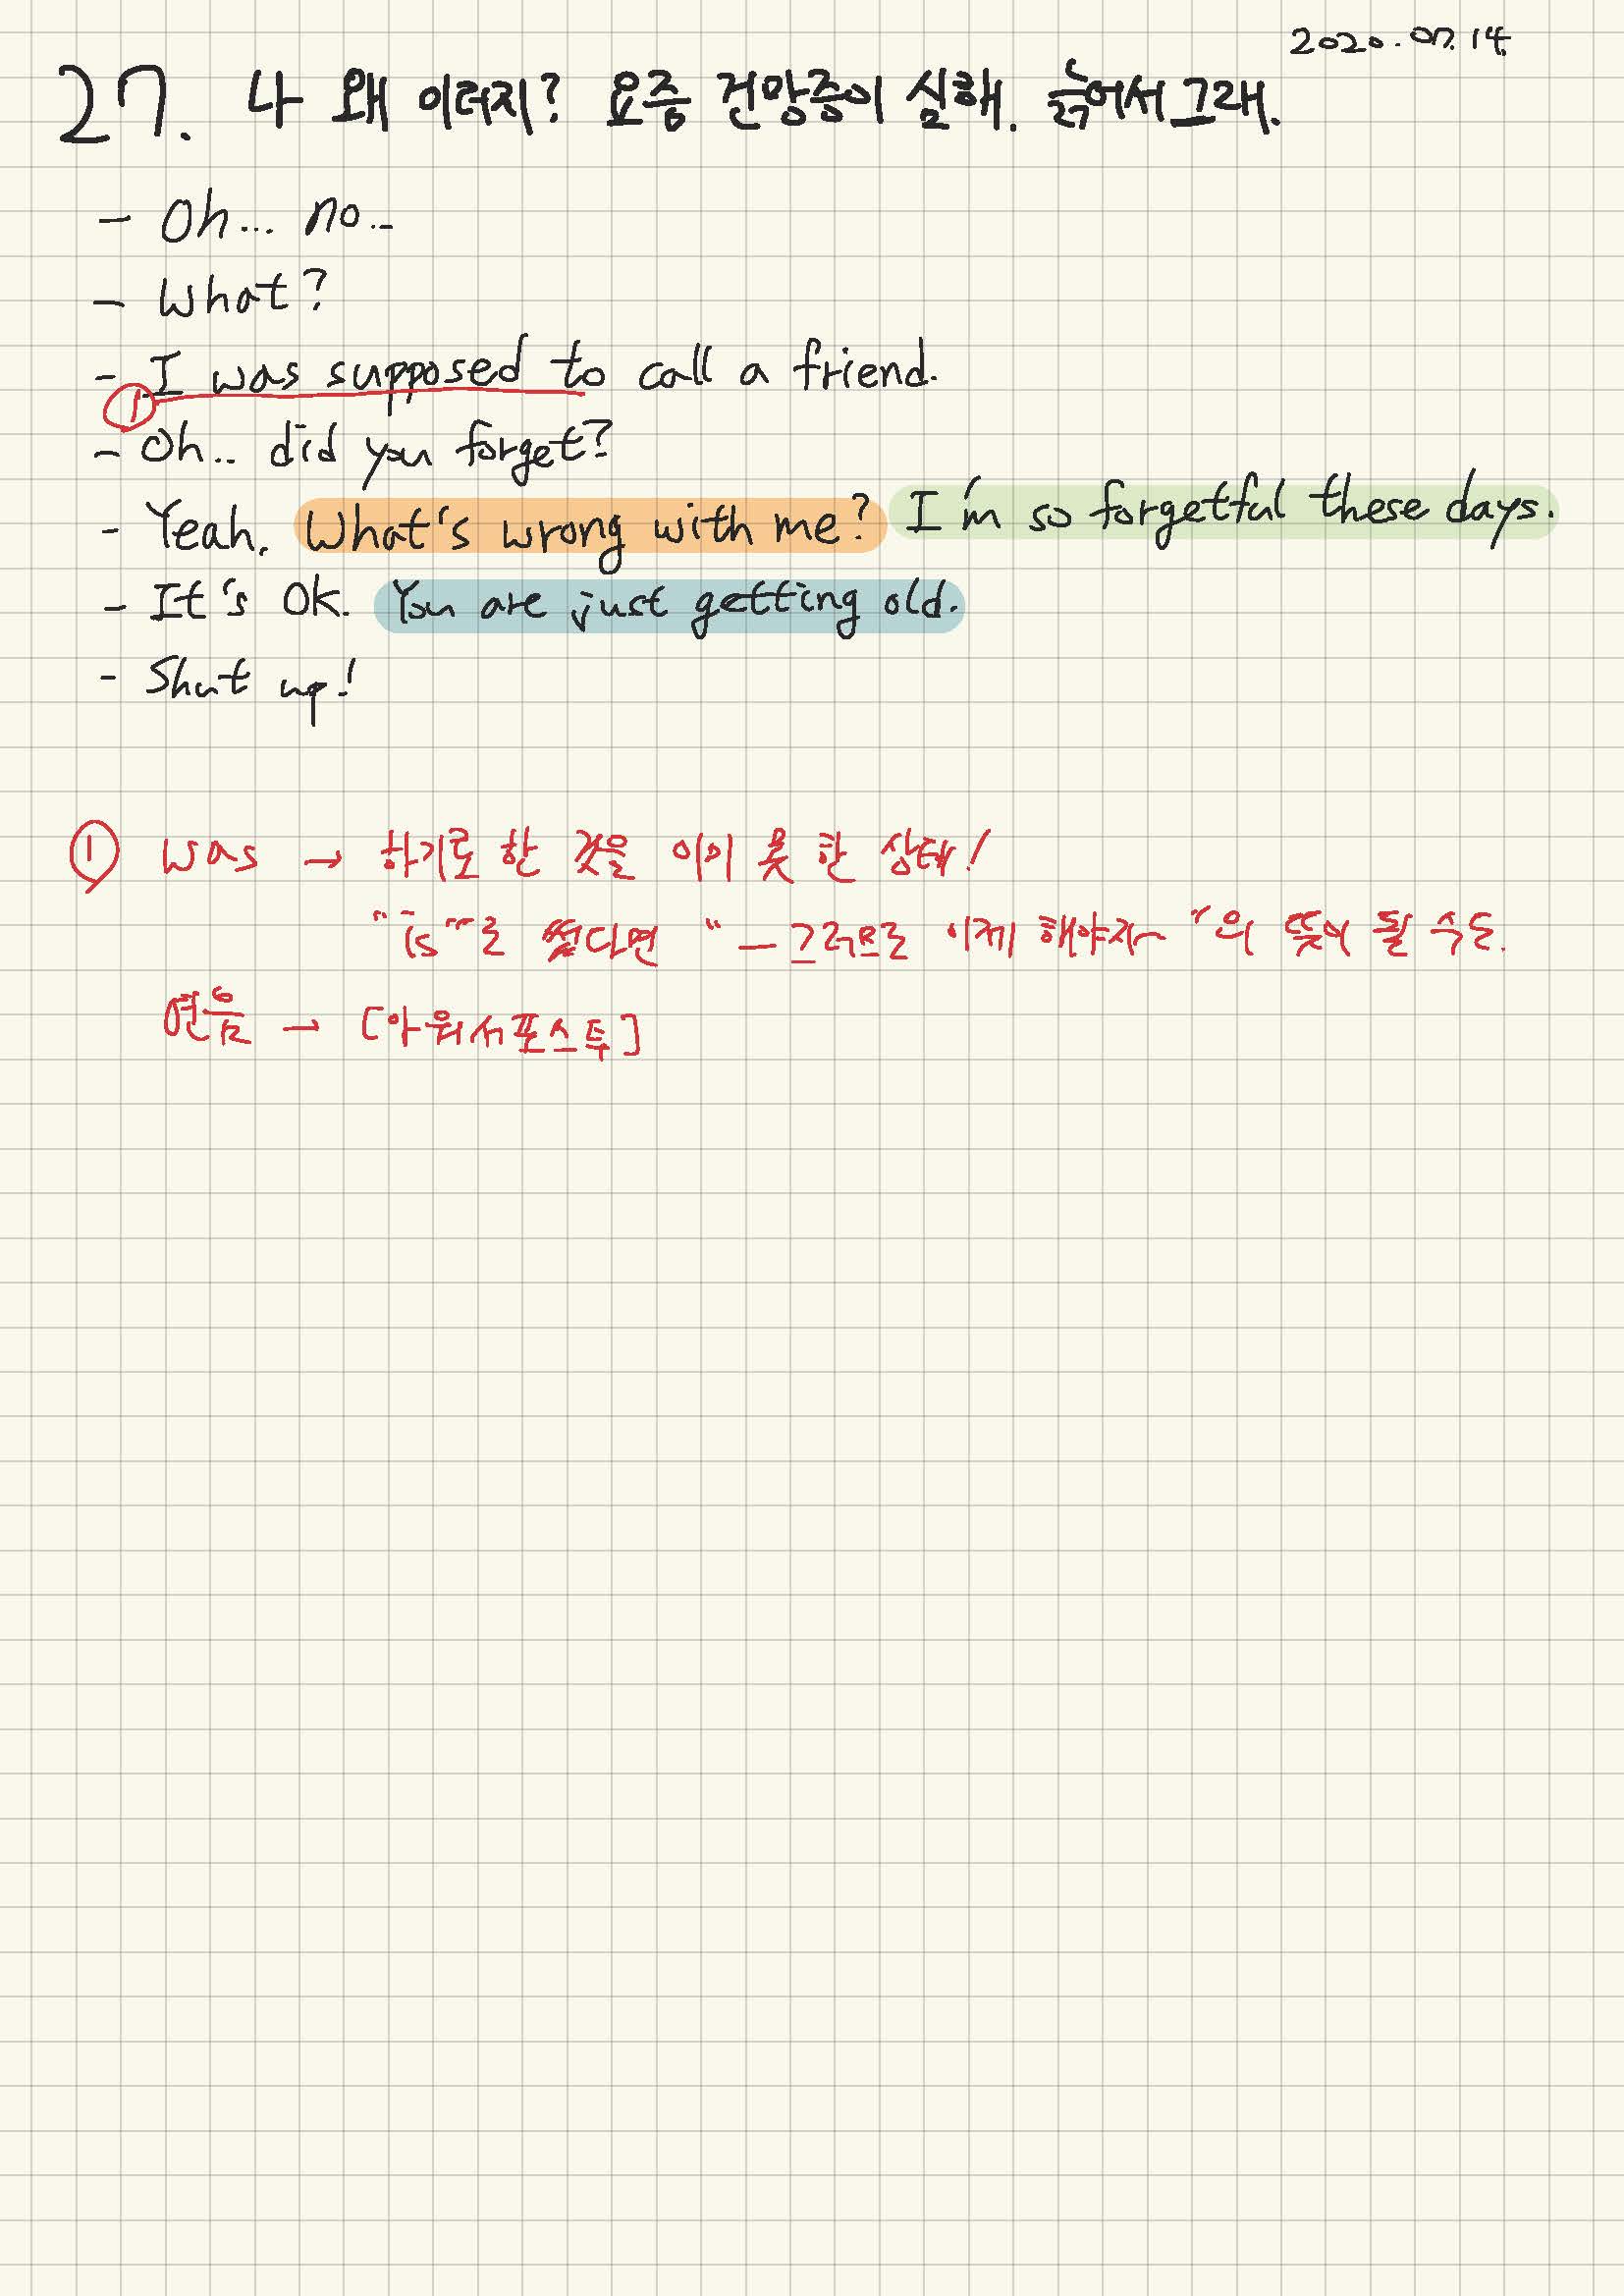 2020.07.14.
27. 나 왜 이러지? 요즘 건망증이 심해. 늙어서 그래.
- Oh... no..
- What?
- I was supposed to call a friend.
①
- Oh.. did you forget?
- Yeah. What's wrong with me? I'm so forgetful these days.
- It's OK. You are just getting old.
- Shut up!
① was → 하기로 한 것을 이미 못 한 상태!
"is"로 쓴다면 "—그러므로 이제 해야지~"의 뜻이 될 수도.
연음 → [아워서포스투]